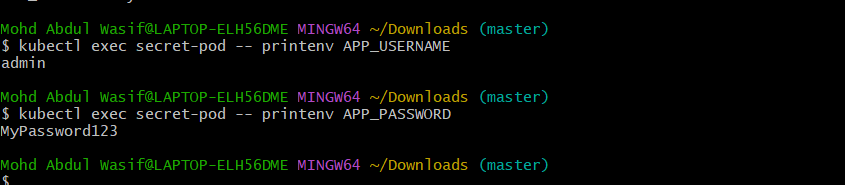 Mohd Abdul Wasif@LAPTOP-ELH56DME MINGW64 ~/Downloads (master)
$ kubectl exec secret-pod -- printenv APP_USERNAME
admin
Mohd Abdul Wasif@LAPTOP-ELH56DME MINGW64 ~/Downloads (master)
$ kubectl exec secret-pod -- printenv APP_PASSWORD
MyPassword123
Mohd Abdul Wasif@LAPTOP-ELH56DME MINGW64 ~/Downloads (master)
$